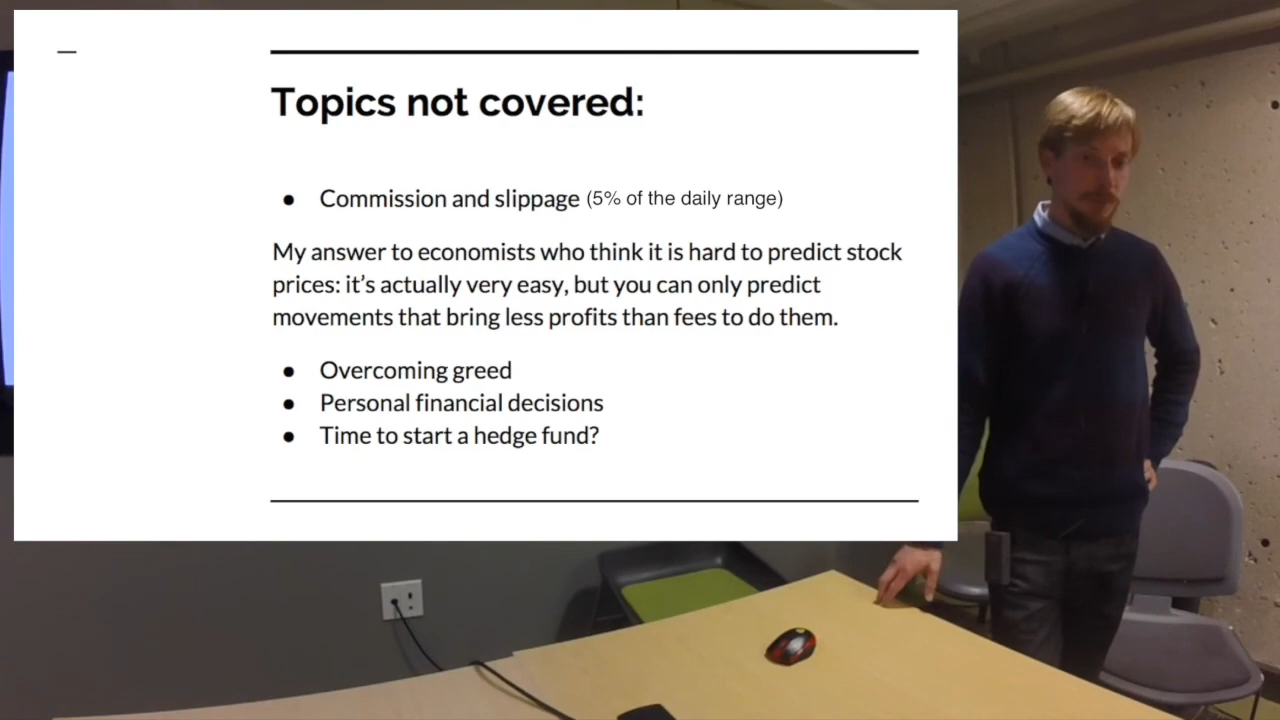 Topics not covered:
● Commission and slippage (5% of the daily range)
My answer to economists who think it is hard to predict stock
prices: it's actually very easy, but you can only predict
movements that bring less profits than fees to do them.
● Overcoming greed
● Personal financial decisions
● Time to start a hedge fund?